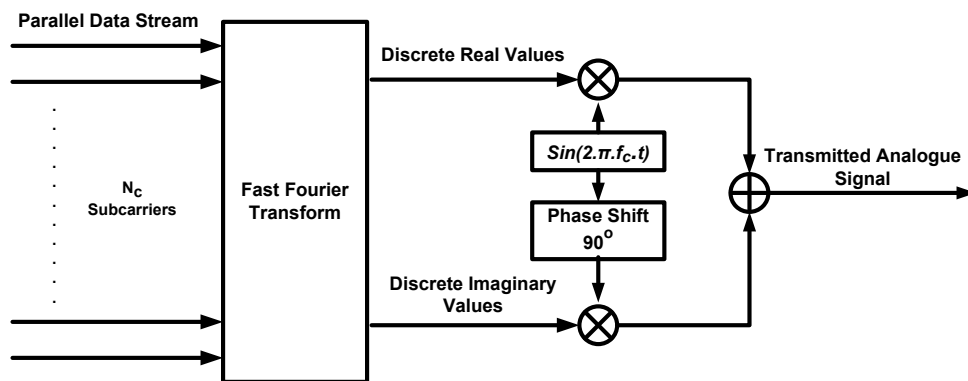 Parallel Data Stream
Discrete Real Values
Sin(2.π.fc.t)
Transmitted Analogue
Signal
Nc
Subcarriers
Fast Fourier
Transform
Phase Shift
90o
Discrete Imaginary
Values